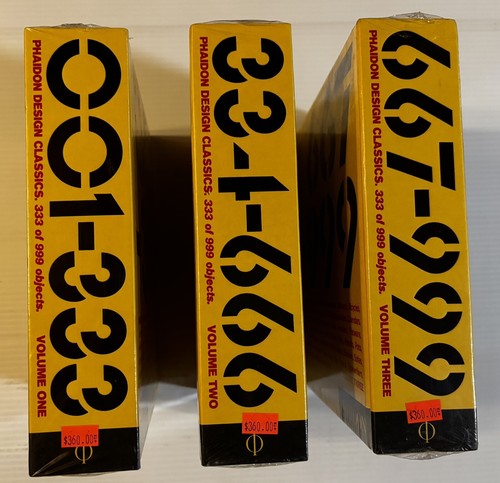 001-333
PHAIDON DESIGN CLASSICS. 333 of 999 objects. VOLUME ONE
$360.00
334-666
PHAIDON DESIGN CLASSICS. 333 of 999 objects. VOLUME TWO
$360.00
667-999
PHAIDON DESIGN CLASSICS. 333 of 999 objects. VOLUME THREE
$360.00